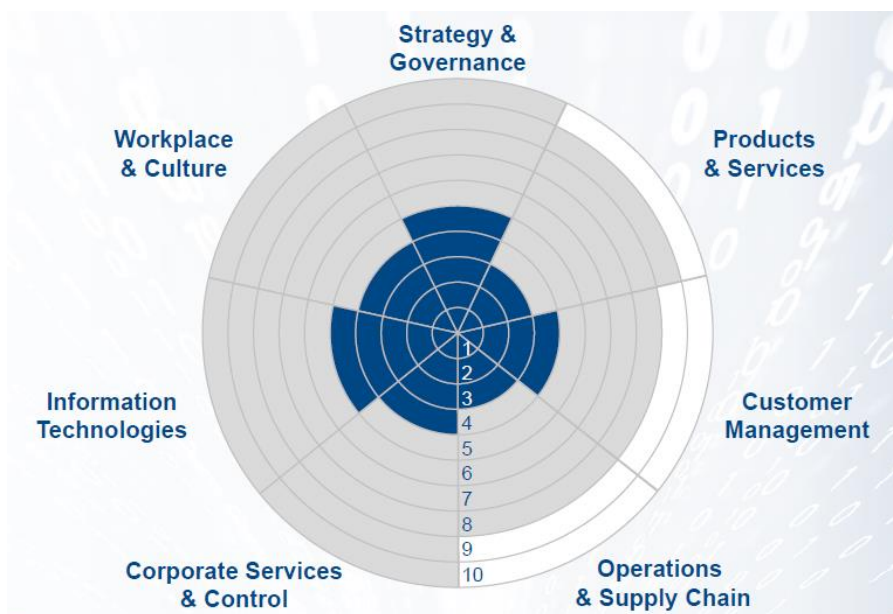 Strategy &
Governance
Workplace
& Culture
Products
& Services
1
2
3
4
5
6
7
8
9
10
Information
Technologies
Customer
Management
Corporate Services
& Control
Operations
& Supply Chain